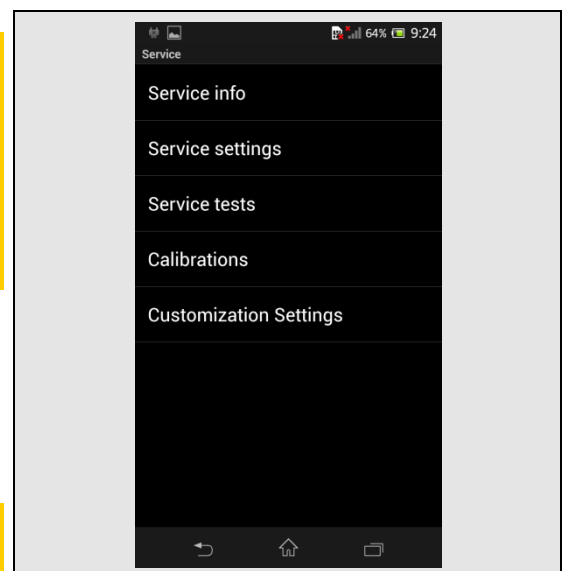 64% 9:24
Service
Service info
Service settings
Service tests
Calibrations
Customization Settings